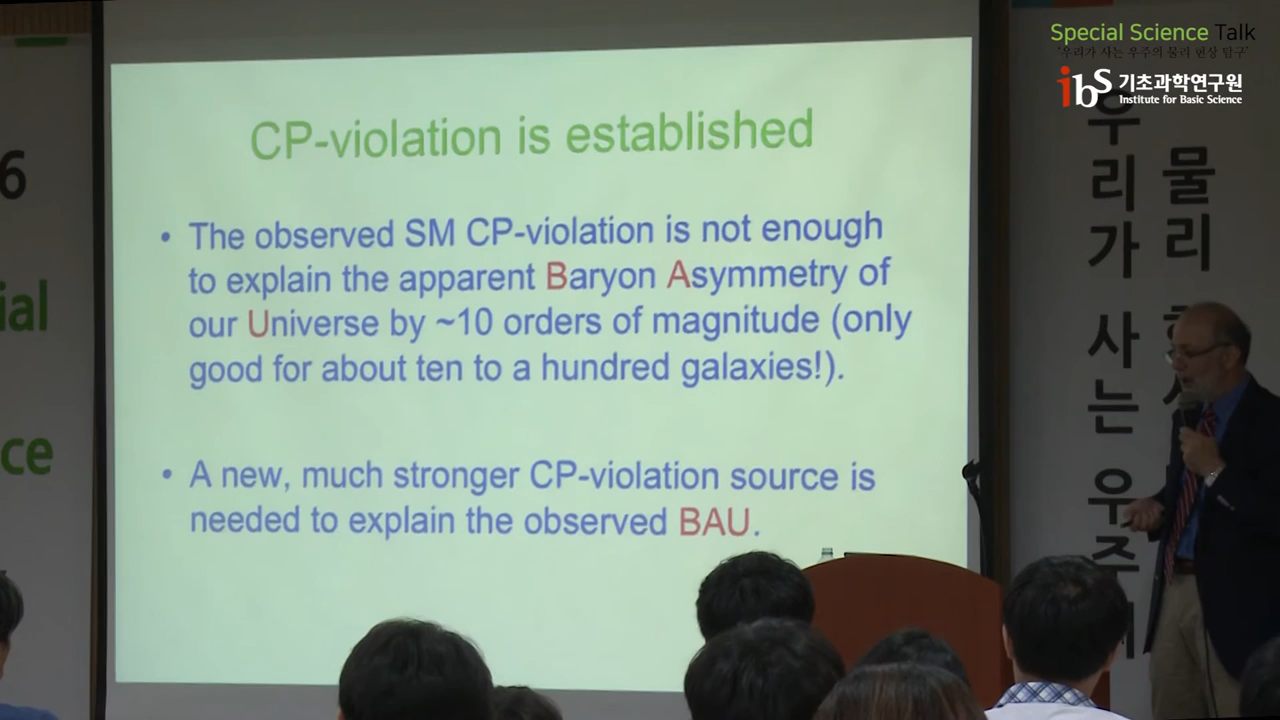 Special Science Talk
'우리가 사는 우주의 물리 현상 탐구'
ibs 기초과학연구원
Institute for Basic Science
6
ial
ce
CP-violation is established
• The observed SM CP-violation is not enough
to explain the apparent Baryon Asymmetry of
our Universe by ~10 orders of magnitude (only
good for about ten to a hundred galaxies!).
• A new, much stronger CP-violation source is
needed to explain the observed BAU.
우리가 사는 우주
물리